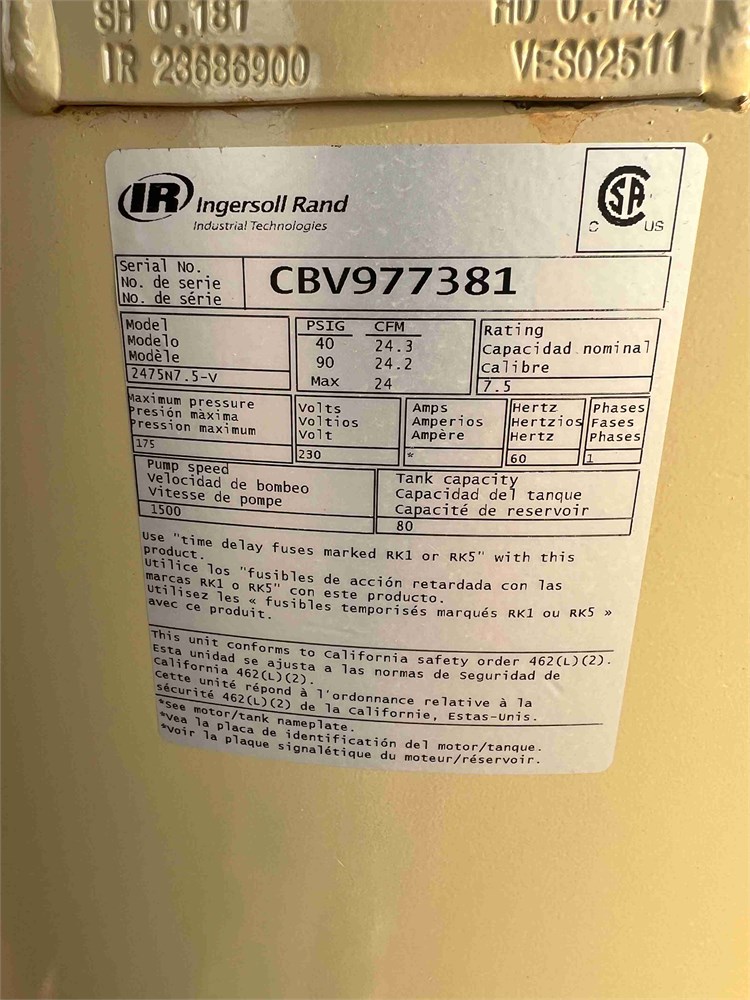 SH 0.181 HD 0.149
IR 23686900 VES02511
IR Ingersoll Rand
Industrial Technologies
CSA
C US
Serial No.
No. de serie
No. de série
CBV977381
Model
Modelo
Modèle
2475N7.5-V
PSIG CFM
40 24.3
90 24.2
Max 24
Rating
Capacidad nominal
Calibre
7.5
Maximum pressure
Presión màxima
Pression maximum
175
Volts
Voltios
Volt
230
Amps
Amperios
Ampère
*
Hertz
Hertzios
Hertz
60
Phases
Fases
Phases
1
Pump speed
Velocidad de bombeo
Vitesse de pompe
1500
Tank capacity
Capacidad del tanque
Capacité de reservoir
80
Use "time delay fuses marked RK1 or RK5" with this
product.
Utilice los "fusibles de acción retardada con las
marcas RK1 o RK5" con este producto.
Utilisez les « fusibles temporisés marqués RK1 ou RK5 »
avec ce produit.
This unit conforms to California safety order 462(L)(2).
Esta unidad se ajusta a las normas de Seguridad de
California 462(L)(2).
Cette unité répond à l'ordonnance relative à la
sécurité 462(L)(2) de la Californie, Estas-Unis.
*See motor/tank nameplate.
*Vea la placa de identificación del motor/tanque.
*Voir la plaque signalétique du moteur/réservoir.